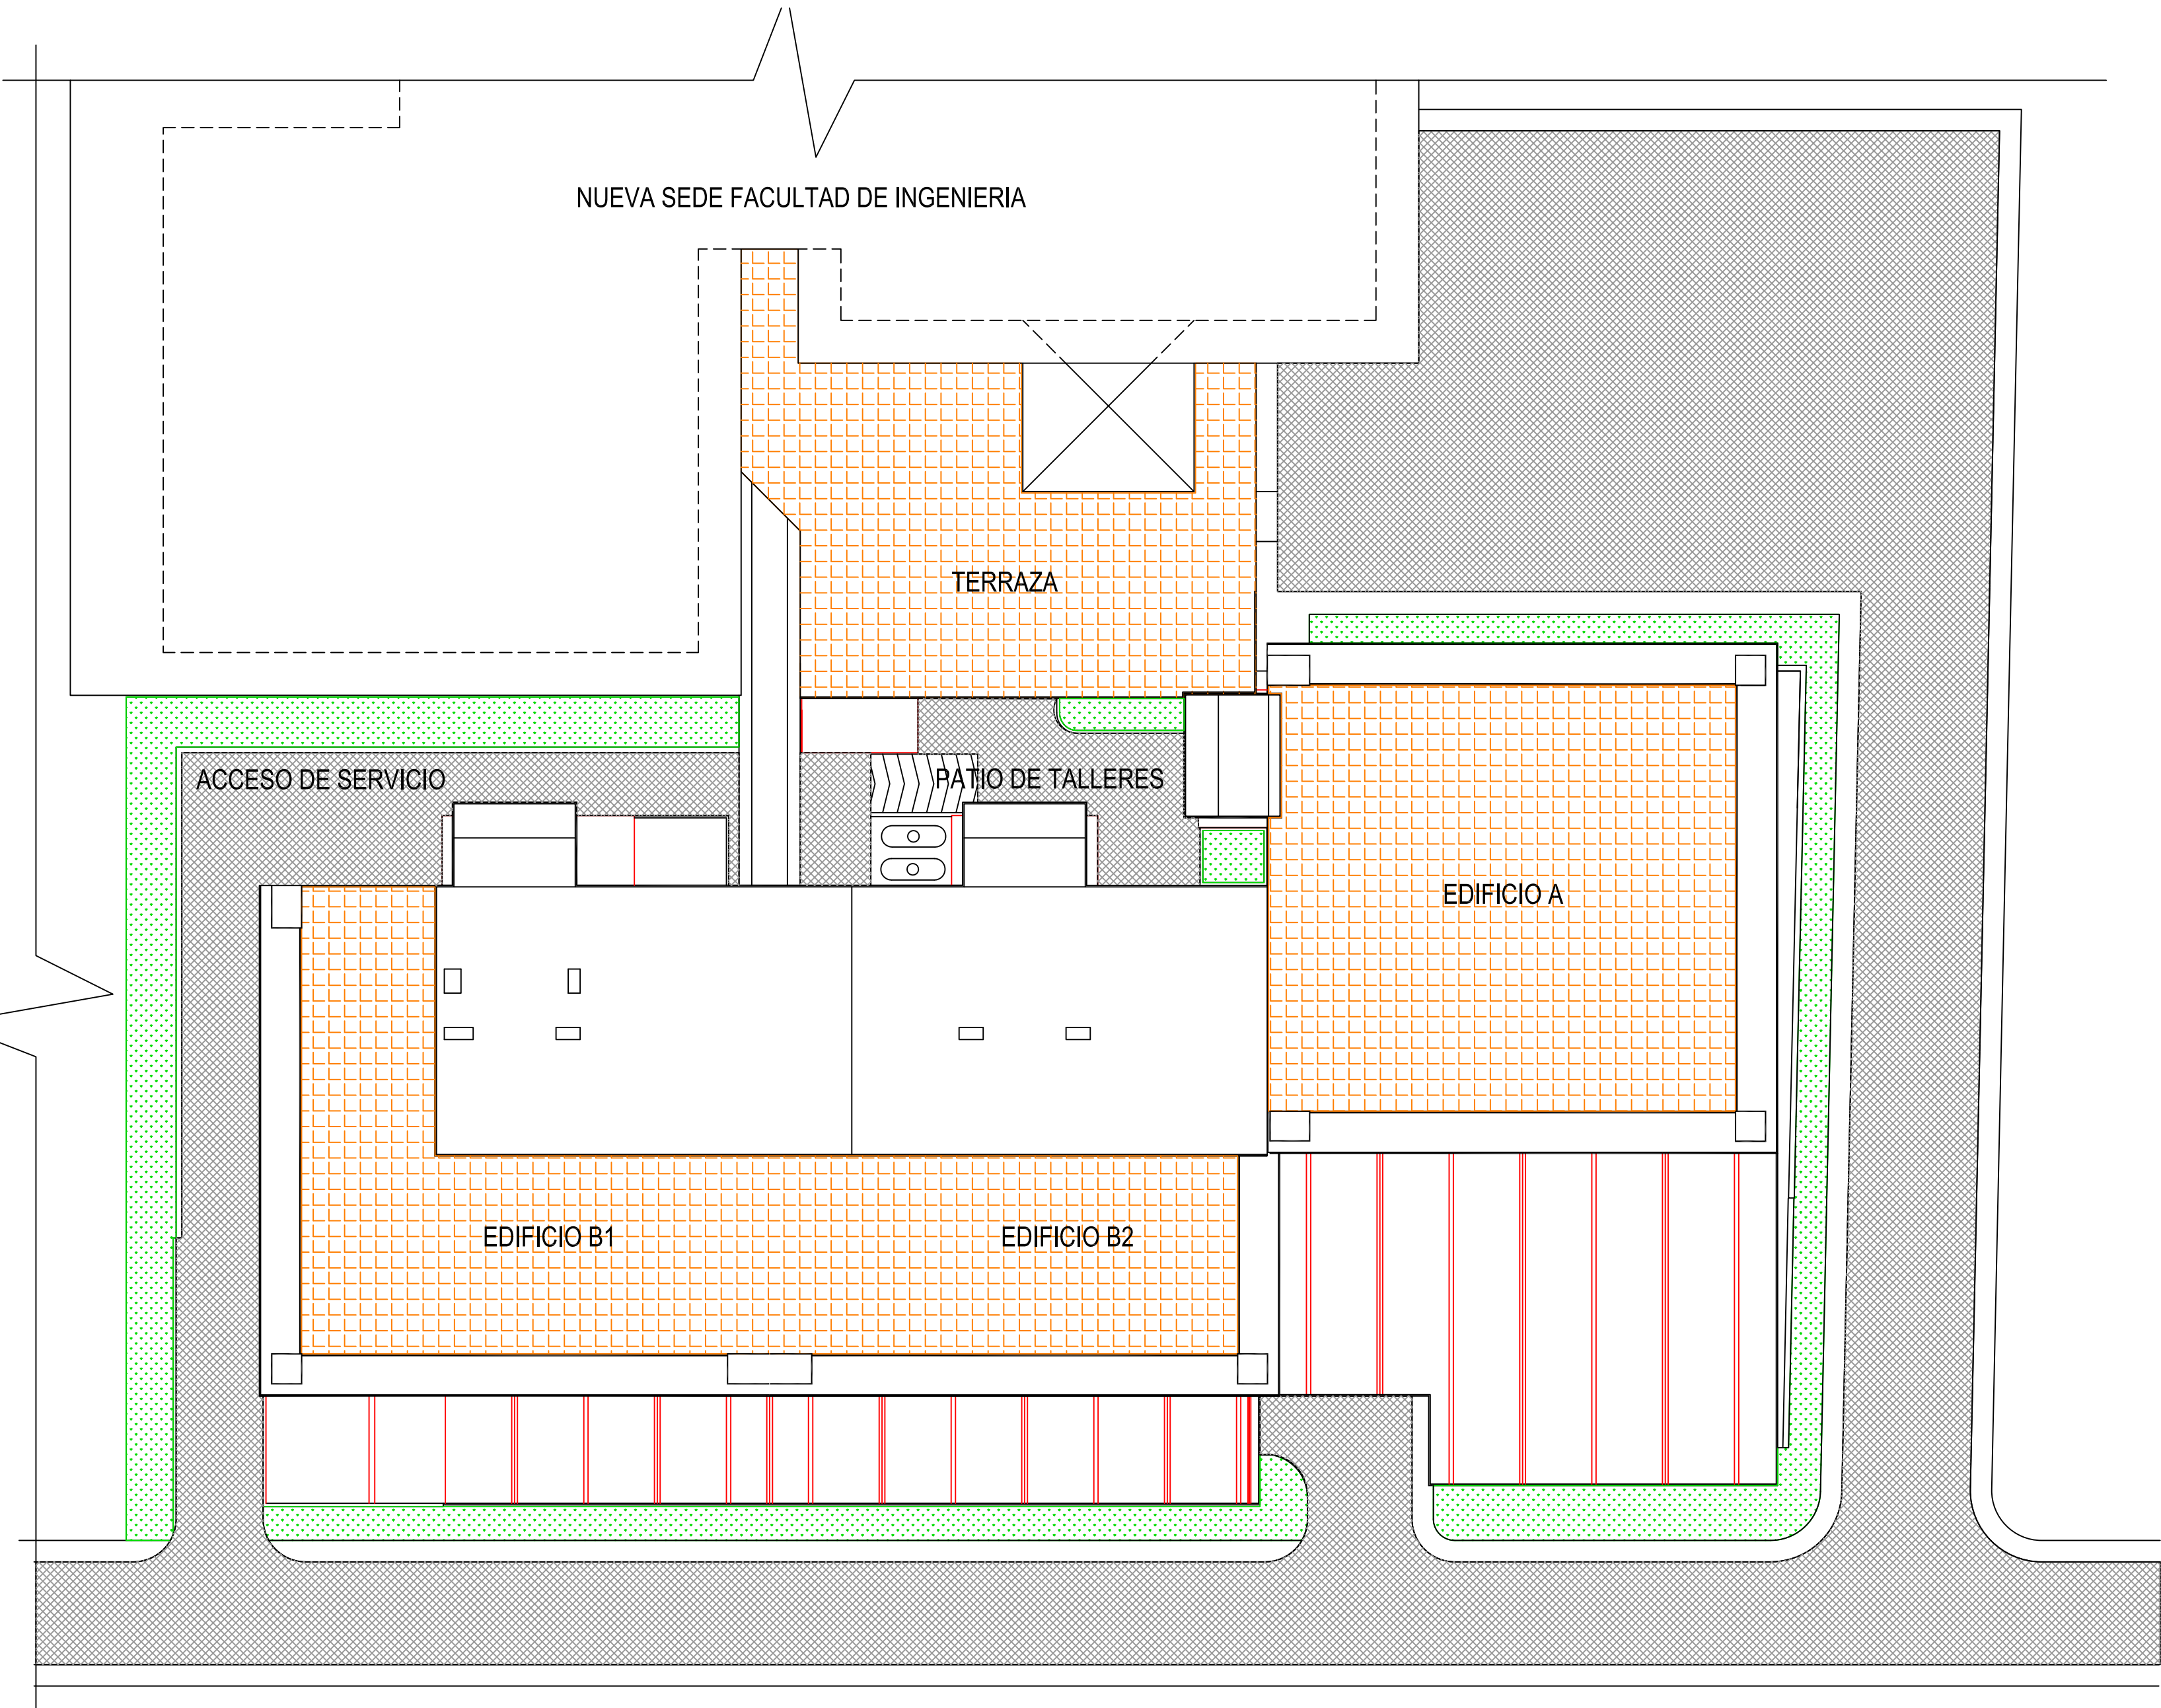 NUEVA SEDE FACULTAD DE INGENIERIA
TERRAZA
ACCESO DE SERVICIO
PATIO DE TALLERES
EDIFICIO A
EDIFICIO B1
EDIFICIO B2